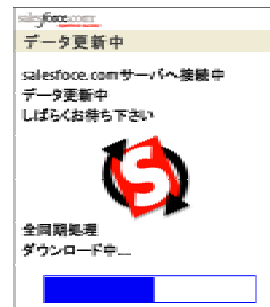 salesforce.com
データ更新中
salesfoce.comサーバへ接続中
データ更新中
しばらくお待ち下さい
S
全同期処理
ダウンロード中...